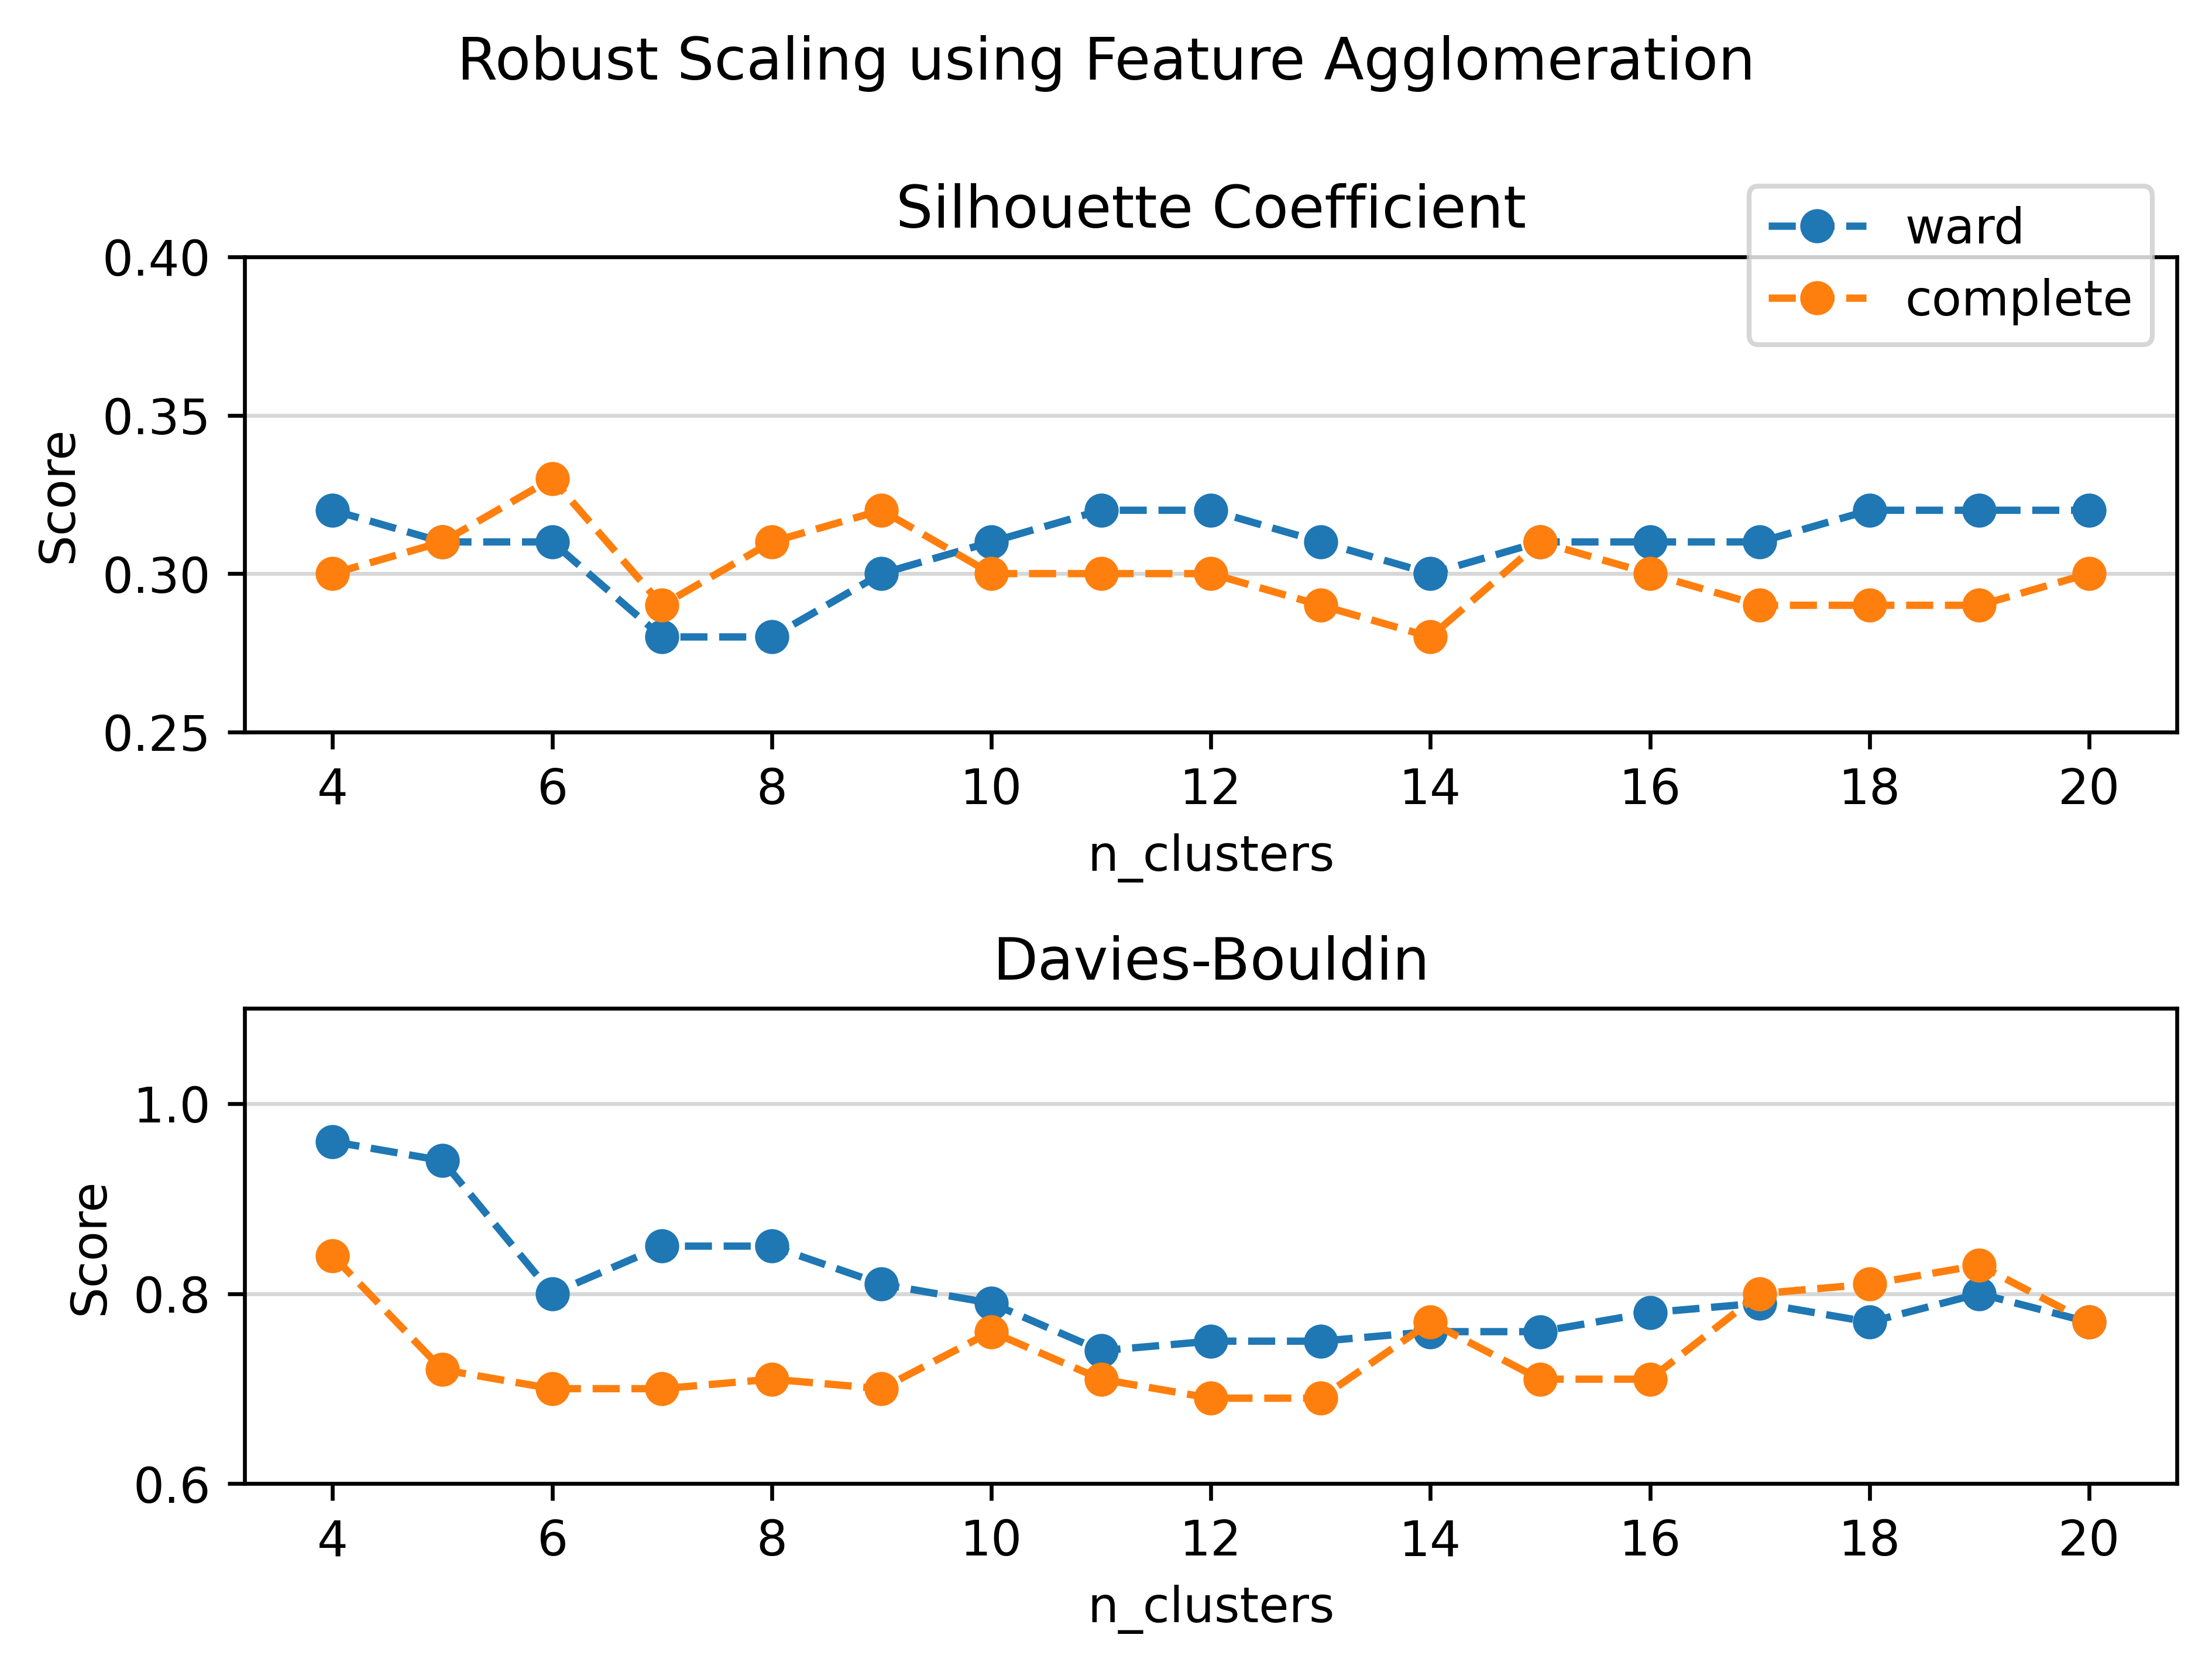 Robust Scaling using Feature Agglomeration
Silhouette Coefficient
ward
complete
Score
0.40
0.35
0.30
0.25
4 6 8 10 12 14 16 18 20
n_clusters
Davies-Bouldin
Score
1.0
0.8
0.6
4 6 8 10 12 14 16 18 20
n_clusters